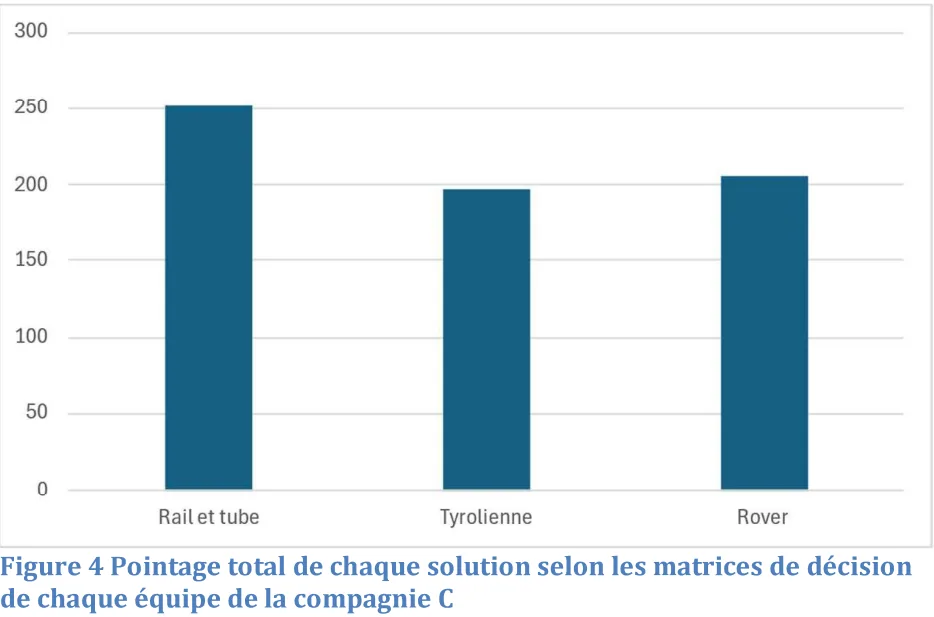 300
250
200
150
100
50
0
Rail et tube Tyrolienne Rover
Figure 4 Pointage total de chaque solution selon les matrices de décision
de chaque équipe de la compagnie C